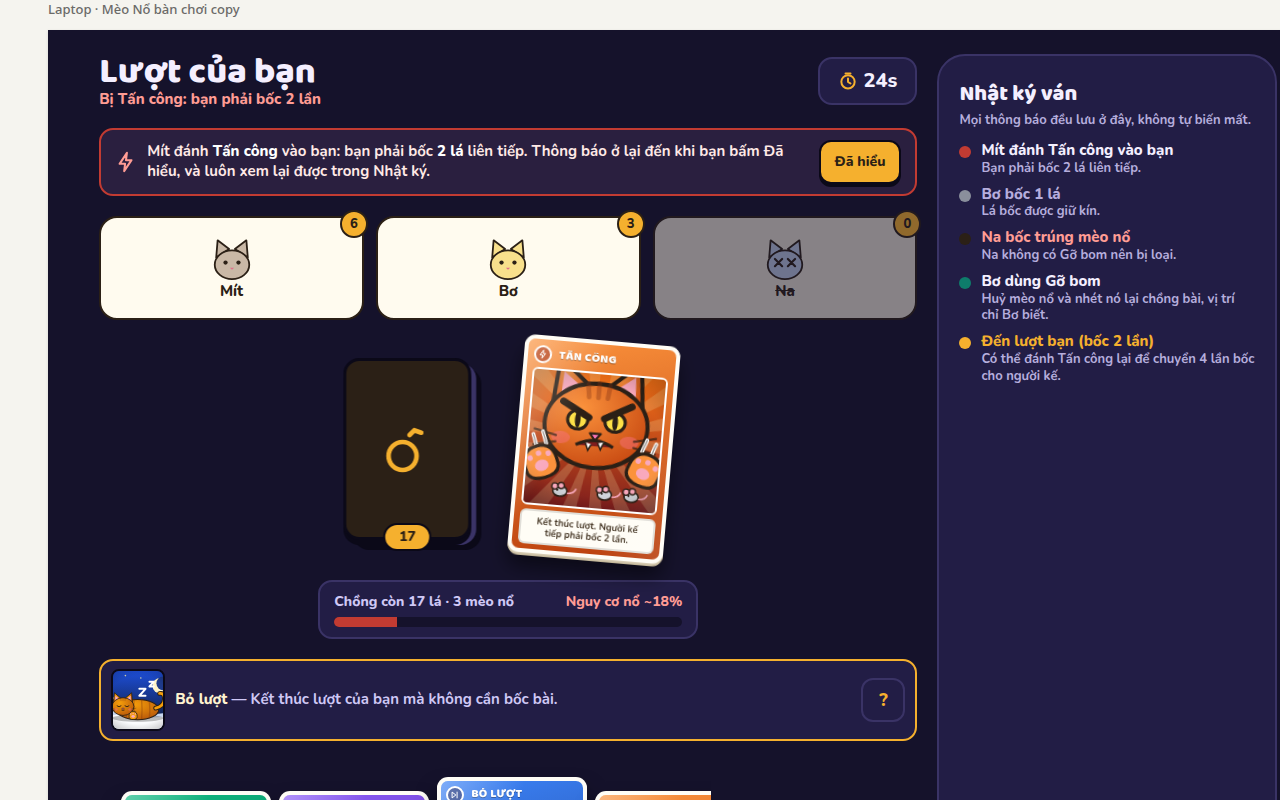 Laptop · Mèo Nổ bàn chơi copy
Lượt của bạn
Bị Tấn công: bạn phải bốc 2 lần
24s
Mít đánh Tấn công vào bạn: bạn phải bốc 2 lá liên tiếp. Thông báo ở lại đến khi bạn bấm Đã
hiểu, và luôn xem lại được trong Nhật ký.
Đã hiểu
6
Mít
3
Bơ
0
Na
TẤN CÔNG
Kết thúc lượt. Người kế
tiếp phải bốc 2 lần.
17
Chồng còn 17 lá · 3 mèo nổ
Nguy cơ nổ ~18%
Bỏ lượt — Kết thúc lượt của bạn mà không cần bốc bài.
?
BỎ LƯỢT
Nhật ký ván
Mọi thông báo đều lưu ở đây, không tự biến mất.
Mít đánh Tấn công vào bạn
Bạn phải bốc 2 lá liên tiếp.
Bơ bốc 1 lá
Lá bốc được giữ kín.
Na bốc trúng mèo nổ
Na không có Gỡ bom nên bị loại.
Bơ dùng Gỡ bom
Huỷ mèo nổ và nhét nó lại chồng bài, vị trí
chỉ Bơ biết.
Đến lượt bạn (bốc 2 lần)
Có thể đánh Tấn công lại để chuyển 4 lần bốc
cho người kế.